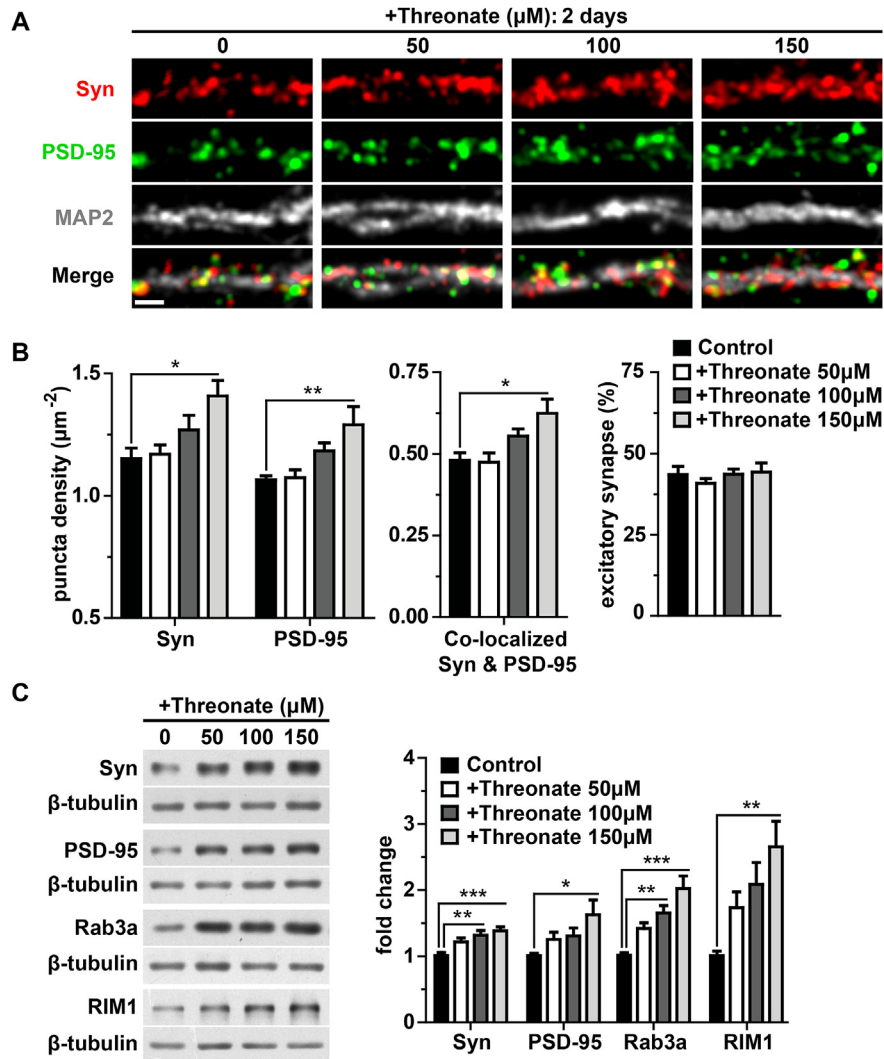 A
+Threonate (µM): 2 days
0 50 100 150
Syn
PSD-95
MAP2
Merge
B
puncta density (µm⁻²)
1.5
1.0
0.5
*
**
Syn PSD-95
0.75
0.50
0.25
0.00
*
Co-localized
Syn & PSD-95
Control
+Threonate 50µM
+Threonate 100µM
+Threonate 150µM
excitatory synapse (%)
75
50
25
0
C
+Threonate (µM)
0 50 100 150
Syn
β-tubulin
PSD-95
β-tubulin
Rab3a
β-tubulin
RIM1
β-tubulin
fold change
4
3
2
1
0
Control
+Threonate 50µM
+Threonate 100µM
+Threonate 150µM
***
**
*
***
**
**
Syn PSD-95 Rab3a RIM1